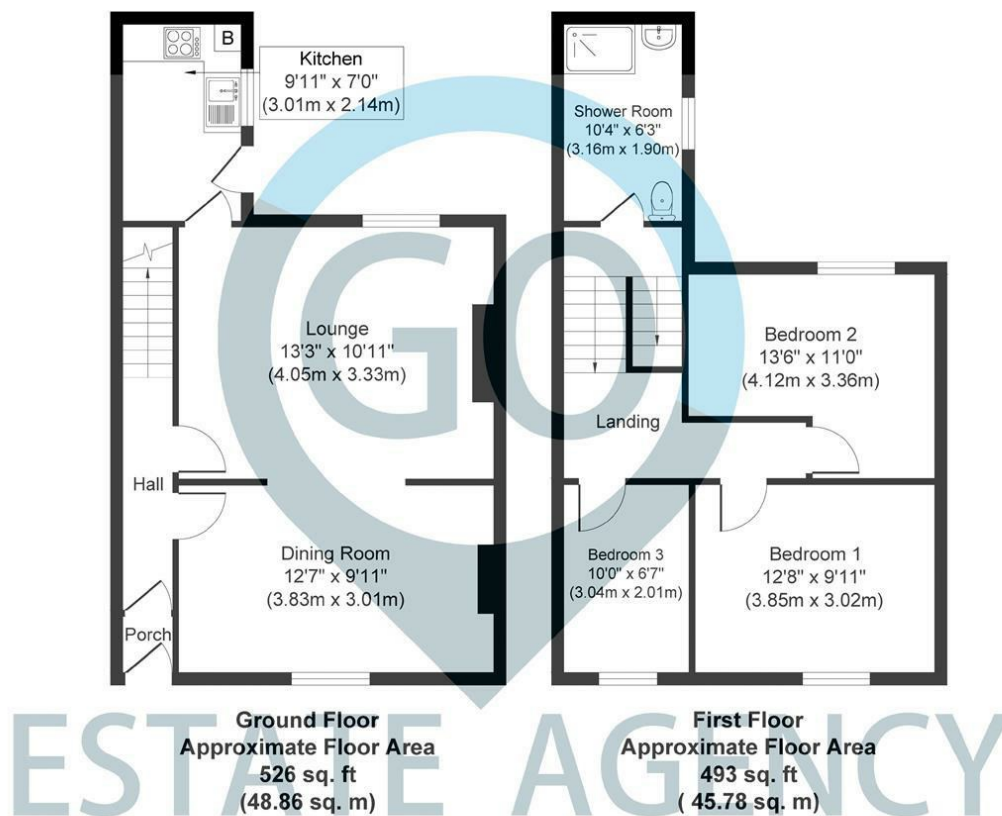 B
Kitchen
9'11" x 7'0"
(3.01m x 2.14m)
Lounge
13'3" x 10'11"
(4.05m x 3.33m)
Hall
Dining Room
12'7" x 9'11"
(3.83m x 3.01m)
Porch
Shower Room
10'4" x 6'3"
(3.16m x 1.90m)
Bedroom 2
13'6" x 11'0"
(4.12m x 3.36m)
Landing
Bedroom 3
10'0" x 6'7"
(3.04m x 2.01m)
Bedroom 1
12'8" x 9'11"
(3.85m x 3.02m)
GO
ESTATE AGENCY
Ground Floor
Approximate Floor Area
526 sq. ft
(48.86 sq. m)
First Floor
Approximate Floor Area
493 sq. ft
( 45.78 sq. m)